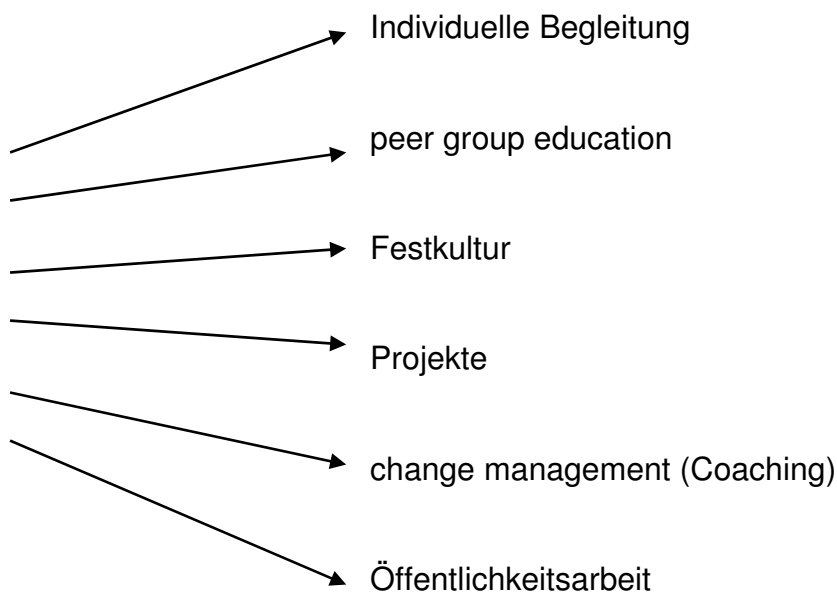 Individuelle Begleitung
peer group education
Festkultur
Projekte
change management (Coaching)
Öffentlichkeitsarbeit